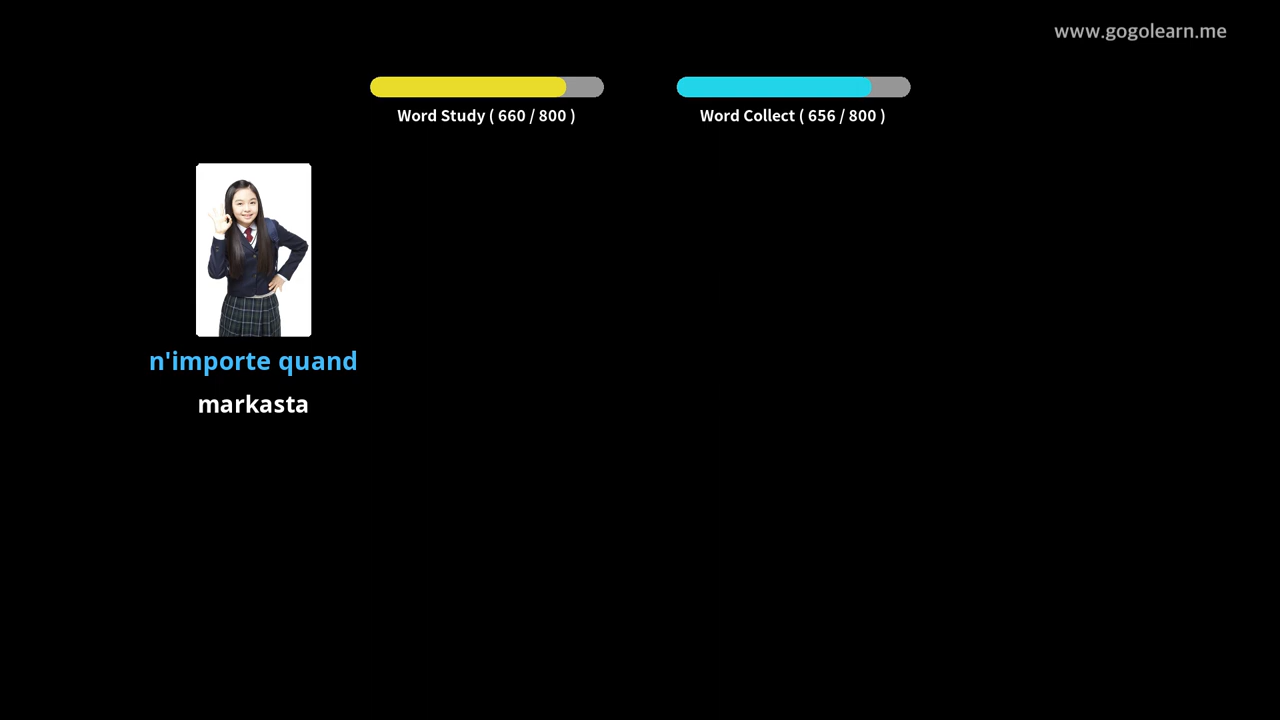 www.gogolearn.me
Word Study ( 660 / 800 )
Word Collect ( 656 / 800 )
n'importe quand
markasta